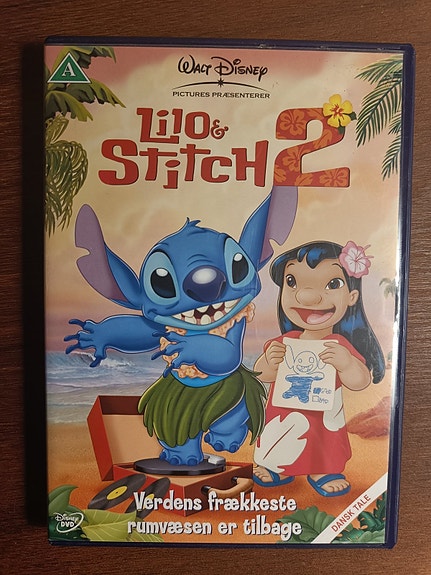 A
WALT DISNEY
PICTURES PRÆSENTERER
LILO &
STITCH 2
Verdens frækkeste
rumvæsen er tilbage
DISNEY
DVD
DANSK TALE